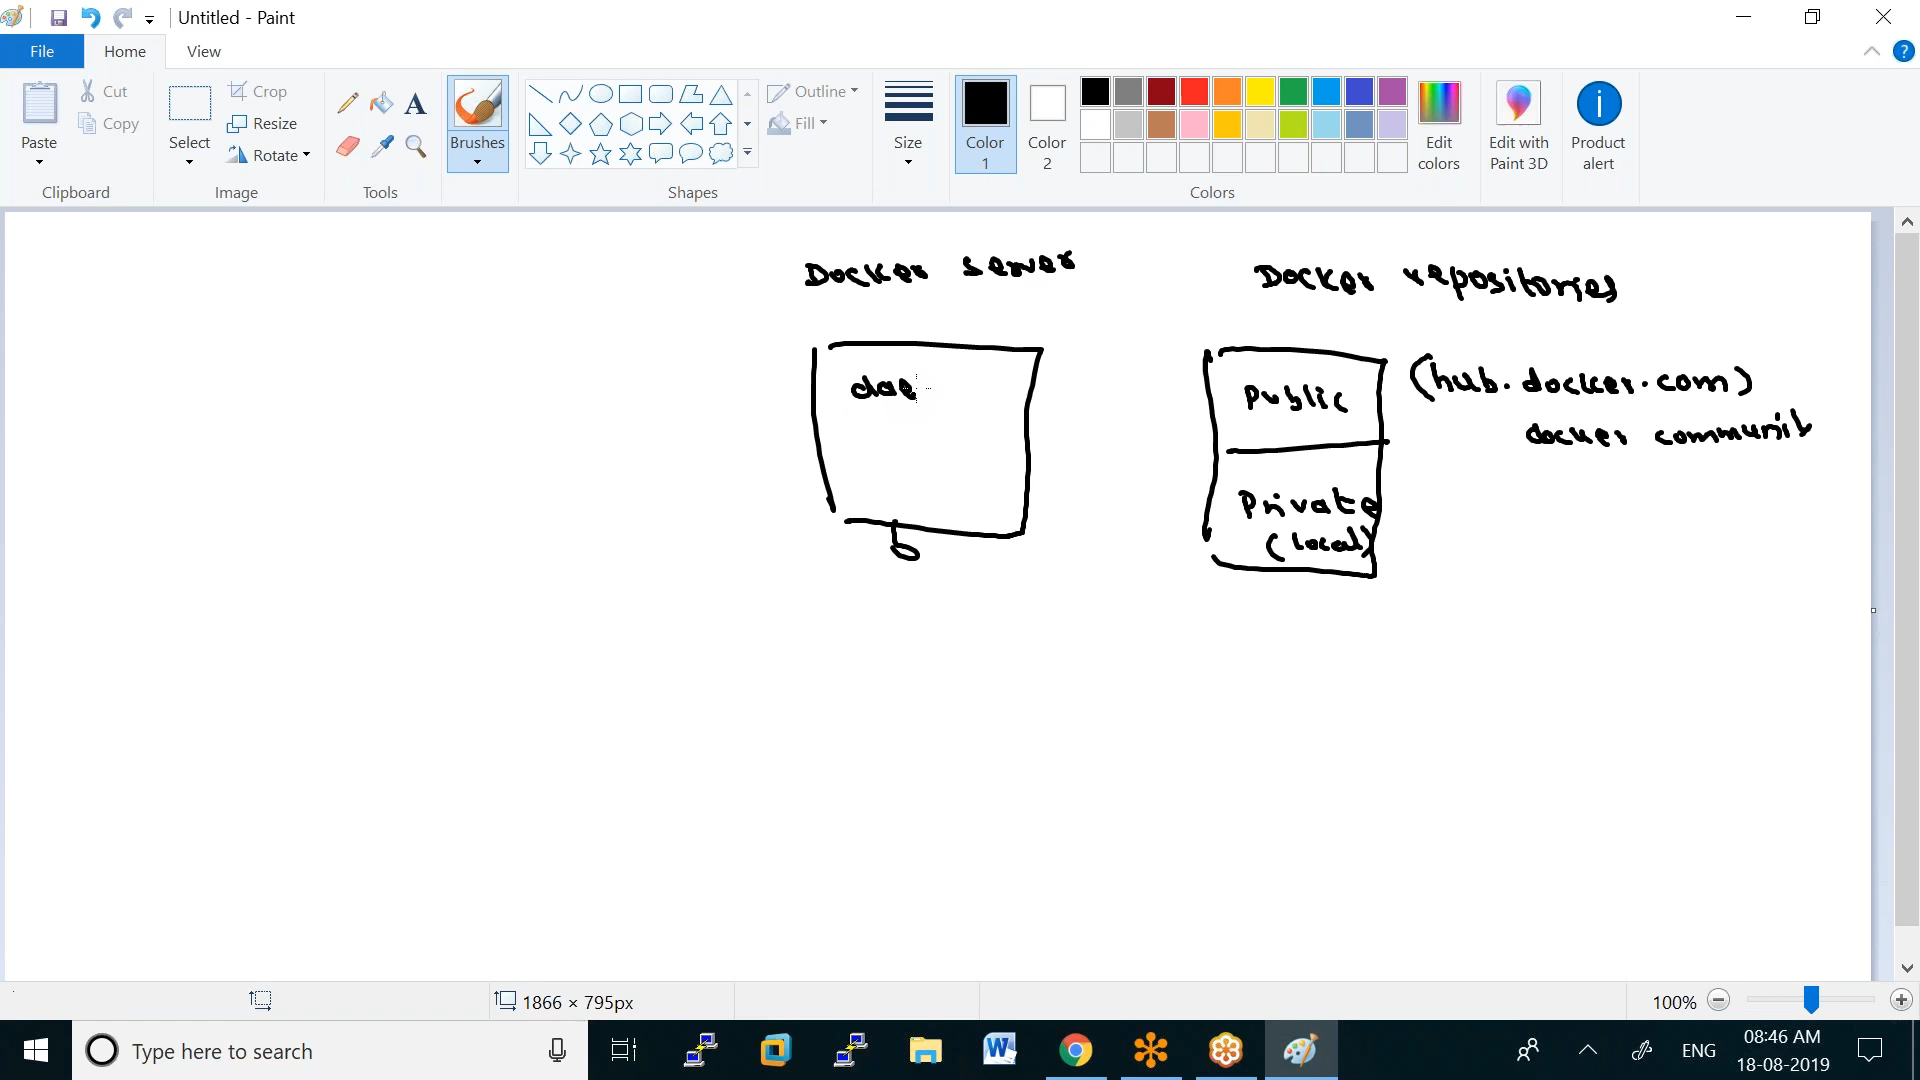 Untitled - Paint
File Home View
Paste
Cut
Copy
Clipboard
Select
Crop
Resize
Rotate
Image
Tools
Brushes
Shapes
Outline
Fill
Size
Color 1
Color 2
Edit colors
Colors
Edit with Paint 3D
Product alert
Docker server
Docker repositories
dae
Public
(hub.docker.com)
docker communit
Private
(local)
1866 × 795px
100%
Type here to search
ENG
08:46 AM
18-08-2019